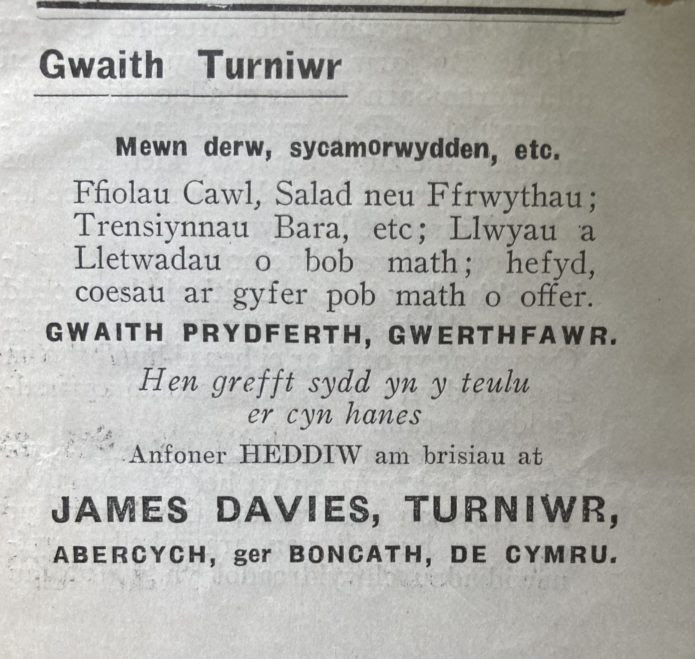 Gwaith Turniwr
Mewn derw, sycamorwydden, etc.
Ffiolau Cawl, Salad neu Ffrwythau;
Trensiynnau Bara, etc; Llwyau a
Lletwadau o bob math; hefyd,
coesau ar gyfer pob math o offer.
GWAITH PRYDFERTH, GWERTHFAWR.
Hen grefft sydd yn y teulu
er cyn hanes
Anfoner HEDDIW am brisiau at
JAMES DAVIES, TURNIWR,
ABERCYCH, ger BONCATH, DE CYMRU.